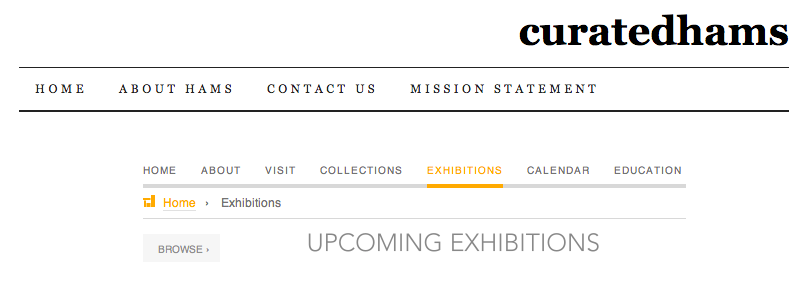 curatedhams
HOME ABOUT HAMS CONTACT US MISSION STATEMENT
HOME ABOUT VISIT COLLECTIONS EXHIBITIONS CALENDAR EDUCATION
Home › Exhibitions
BROWSE › UPCOMING EXHIBITIONS